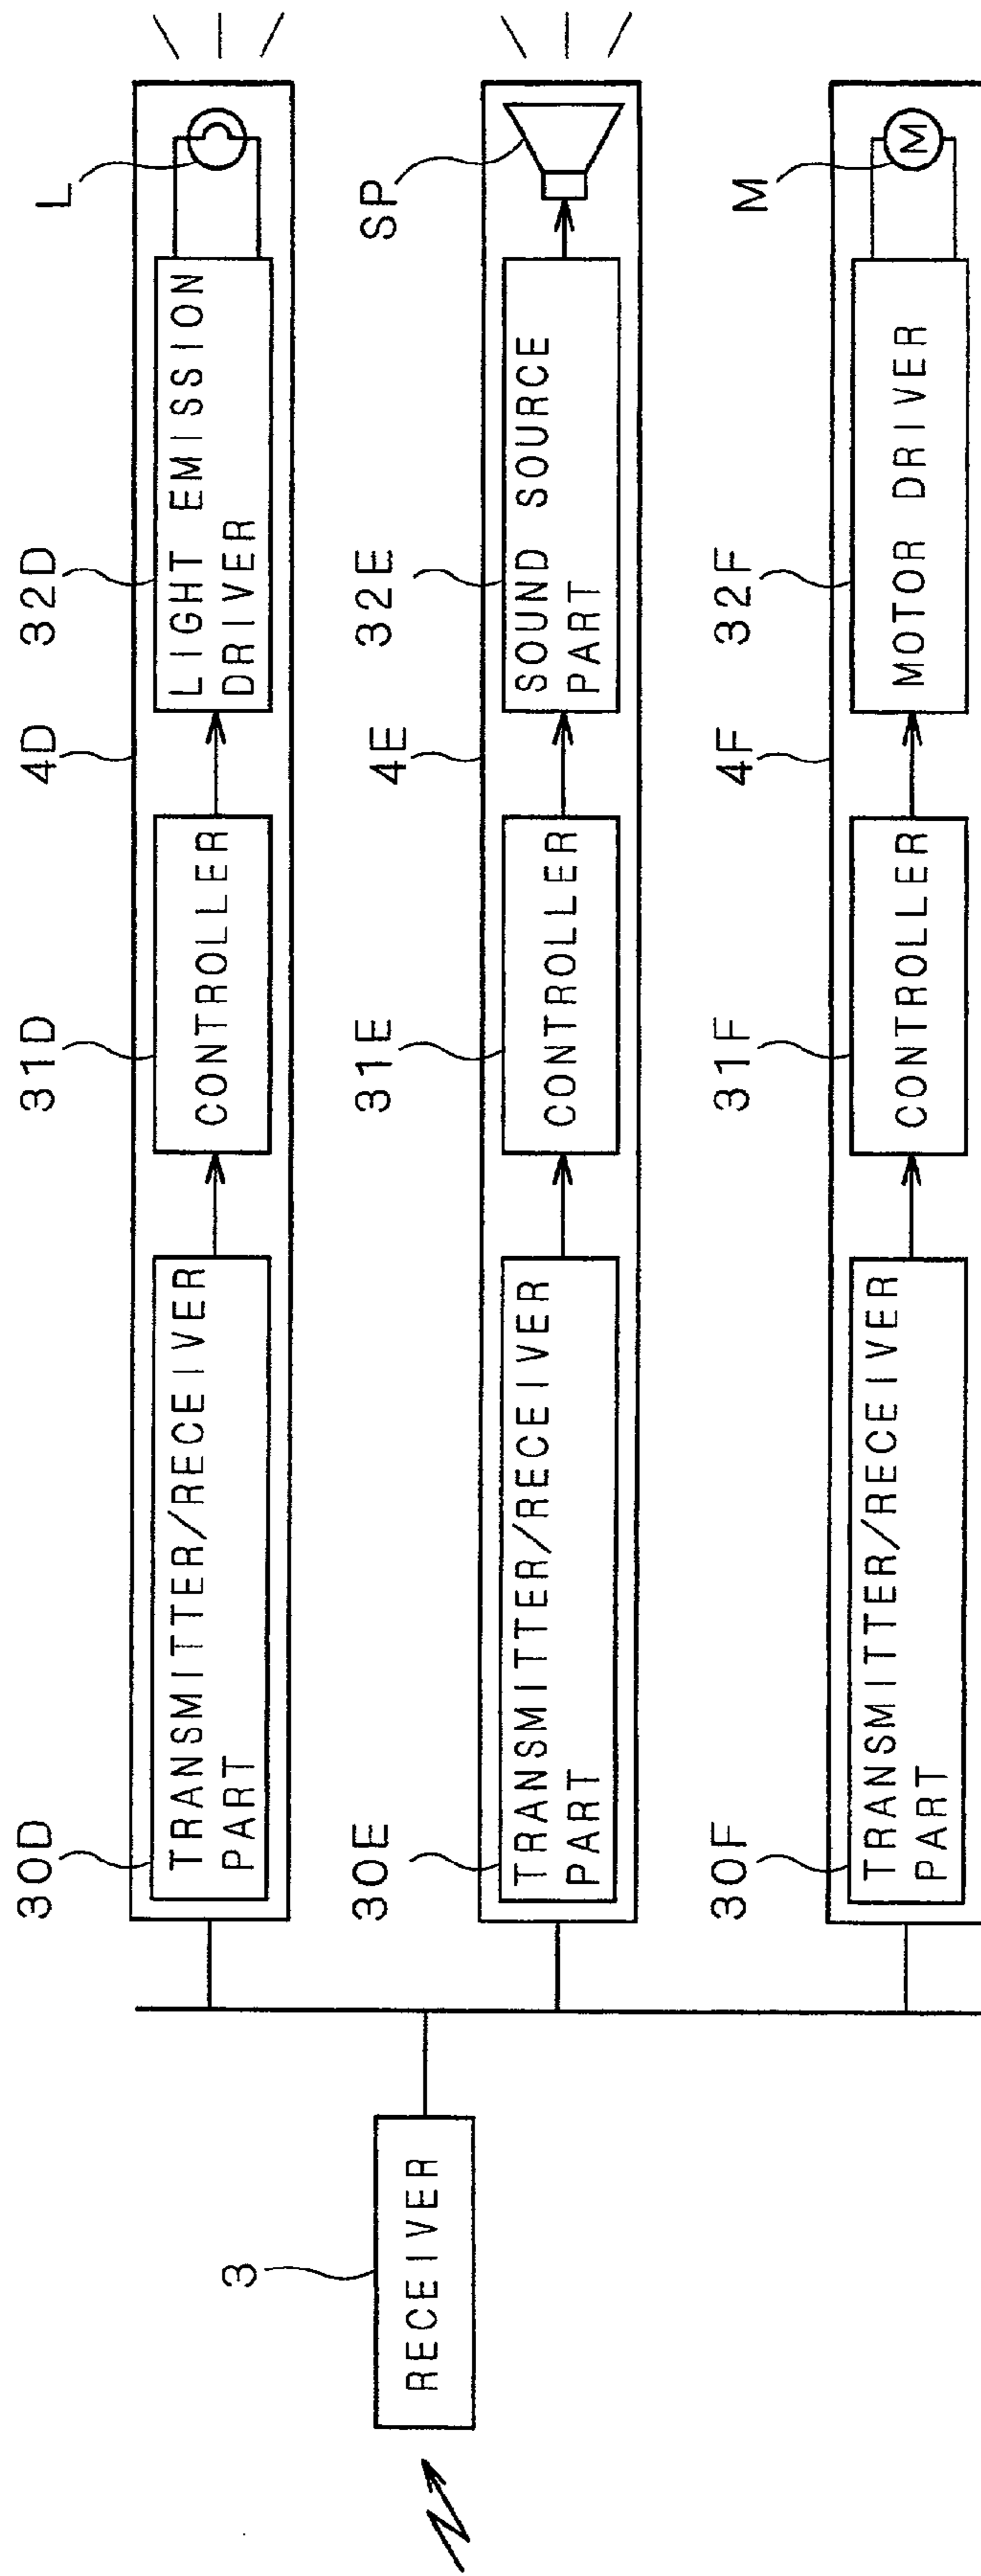 3
RECEIVER
30D
TRANSMITTER/RECEIVER
PART
31D
CONTROLLER
4D
32D
LIGHT EMISSION
DRIVER
L
30E
TRANSMITTER/RECEIVER
PART
31E
CONTROLLER
4E
32E
SOUND SOURCE
PART
SP
30F
TRANSMITTER/RECEIVER
PART
31F
CONTROLLER
4F
32F
MOTOR DRIVER
M
M